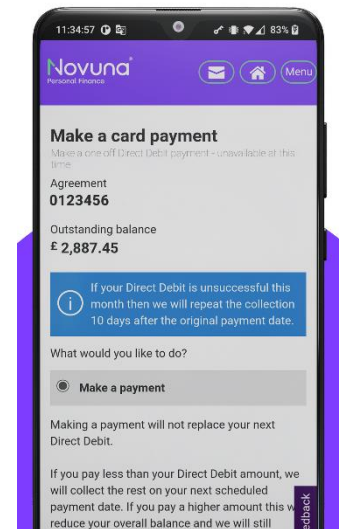 11:34:57 83%
Novuna
Personal Finance
Menu
Make a card payment
Make a one off Direct Debit payment - unavailable at this
time
Agreement
0123456
Outstanding balance
£ 2,887.45
If your Direct Debit is unsuccessful this
month then we will repeat the collection
10 days after the original payment date.
What would you like to do?
Make a payment
Making a payment will not replace your next
Direct Debit.
If you pay less than your Direct Debit amount, we
will collect the rest on your next scheduled
payment date. If you pay a higher amount this w
reduce your overall balance and we will still
edback